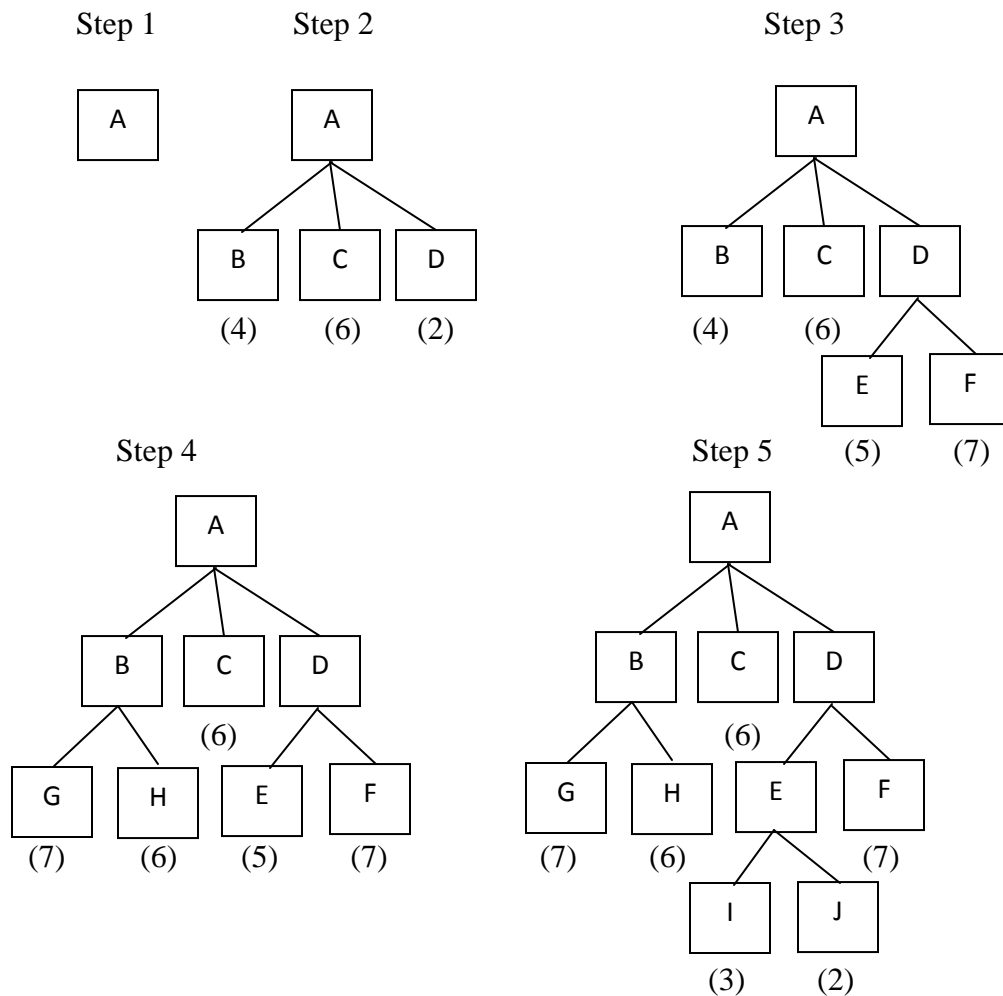 Step 1 Step 2 Step 3
A A A
B C D B C D
(4) (6) (2) (4) (6)
E F
Step 4 Step 5 (5) (7)
A A
B C D B C D
(6) (6)
G H E F G H E F
(7) (6) (5) (7) (7) (6) (7)
I J
(3) (2)